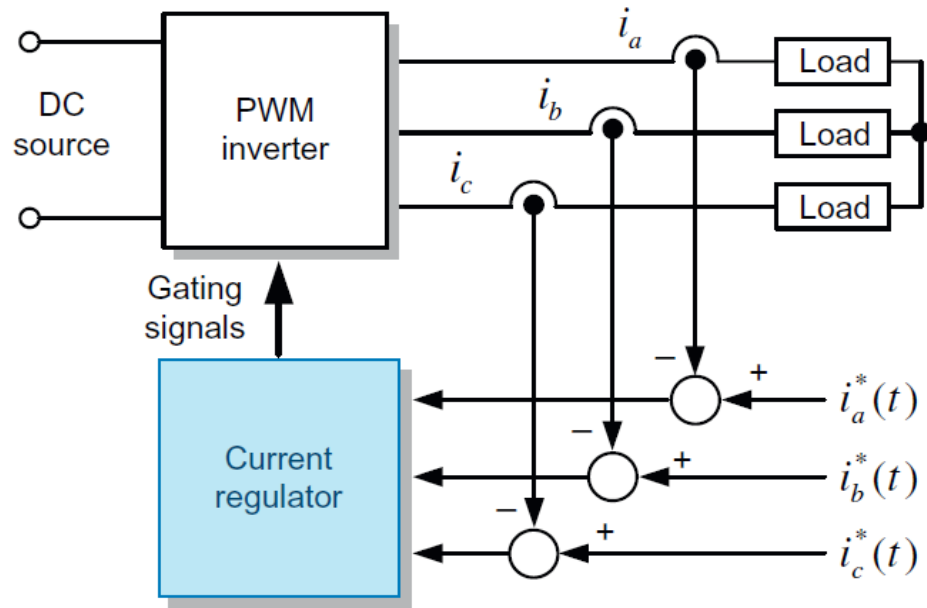 i_a
Load
DC
source
PWM
inverter
i_b
Load
i_c
Load
Gating
signals
−
+
i_a^*(t)
Current
regulator
−
+
i_b^*(t)
−
+
i_c^*(t)